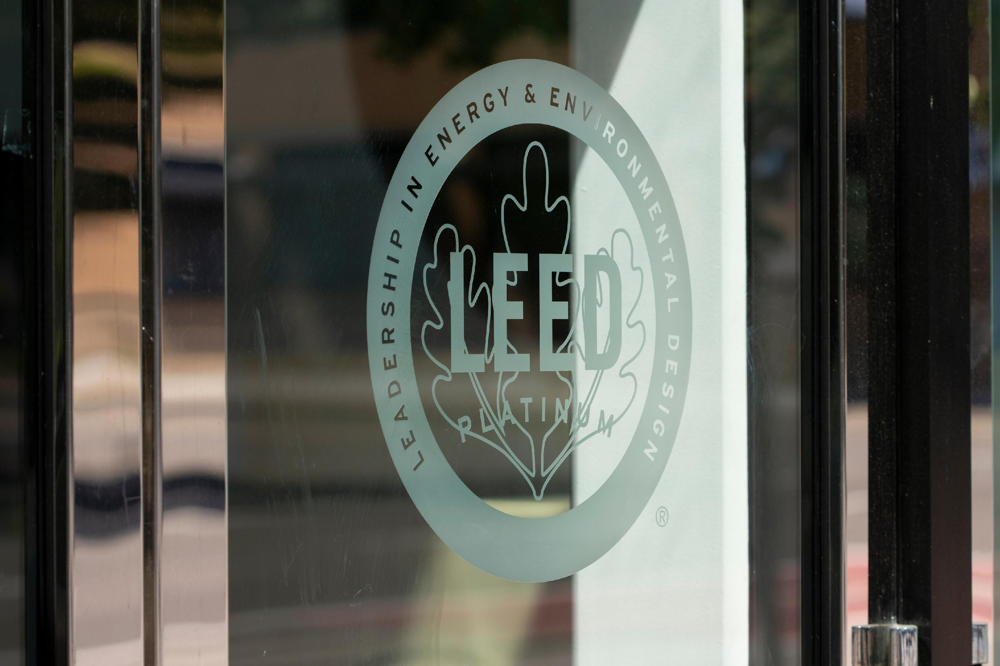 LEADERSHIP IN ENERGY & ENVIRONMENTAL DESIGN
LEED
PLATINUM
®